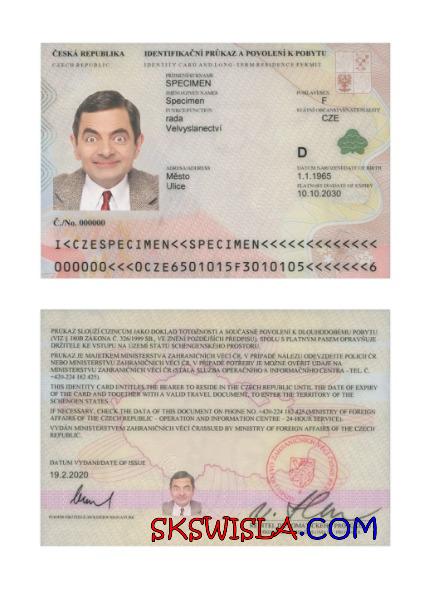 ČESKÁ REPUBLIKA
IDENTIFIKAČNÍ PRŮKAZ A POVOLENÍ K POBYTU
CZECH REPUBLIC
IDENTITY CARD AND LONG-TERM RESIDENCE PERMIT
PŘÍJMENÍ/SURNAME
SPECIMEN
JMÉNO/GIVEN NAMES
POHLAVÍ/SEX
Specimen
F
FUNKCE/FUNCTION
STÁTNÍ OBČANSTVÍ/NATIONALITY
rada
CZE
Velvyslanectví
D
ADRESA/ADDRESS
DATUM NAROZENÍ/DATE OF BIRTH
Město
1.1.1965
Ulice
PLATNOST DO/DATE OF EXPIRY
10.10.2030
Č./No. 000000
I<CZESPECIMEN<<SPECIMEN<<<<<<<<<<<<<
000000<<<0CZE6501015F3010105<<<<<<<6
PRŮKAZ SLOUŽÍ CIZINCŮM JAKO DOKLAD TOTOŽNOSTI A SOUČASNĚ POVOLENÍ K DLOUHODOBÉMU POBYTU
(VIZ § 180B ZÁKONA Č. 326/1999 SB., VE ZNĚNÍ POZDĚJŠÍCH PŘEDPISŮ). SPOLU S PLATNÝM PASEM OPRAVŇUJE
DRŽITELE KE VSTUPU NA ÚZEMÍ STÁTŮ SCHENGENSKÉHO PROSTORU.
PRŮKAZ JE MAJETKEM MINISTERSTVA ZAHRANIČNÍCH VĚCÍ ČR, V PŘÍPADĚ NÁLEZU ODEVZDEJTE POLICII ČR
NEBO MINISTERSTVU ZAHRANIČNÍCH VĚCÍ ČR. V PŘÍPADĚ POTŘEBY JE MOŽNÉ OVĚŘIT ÚDAJE NA
MINISTERSTVU ZAHRANIČNÍCH VĚCÍ ČR (STÁLÁ SLUŽBA OPERAČNÍHO A INFORMAČNÍHO CENTRA - TEL. Č.
+420-224 182 425).
THIS IDENTITY CARD ENTITLES THE BEARER TO RESIDE IN THE CZECH REPUBLIC UNTIL THE DATE OF EXPIRY
OF THE CARD AND TOGETHER WITH A VALID TRAVEL DOCUMENT, TO ENTER THE TERRITORY OF THE
SCHENGEN STATES.
IF NECESSARY, CHECK THE DATA OF THIS DOCUMENT ON PHONE NO. +420-224 182 425 (MINISTRY OF FOREIGN
AFFAIRS OF THE CZECH REPUBLIC - OPERATION AND INFORMATION CENTRE - 24-HOUR SERVICE).
VYDÁN MINISTERSTVEM ZAHRANIČNÍCH VĚCÍ ČR/ISSUED BY MINISTRY OF FOREIGN AFFAIRS OF THE CZECH
REPUBLIC.
DATUM VYDÁNÍ/DATE OF ISSUE
19.2.2020
SKSWISLA.COM